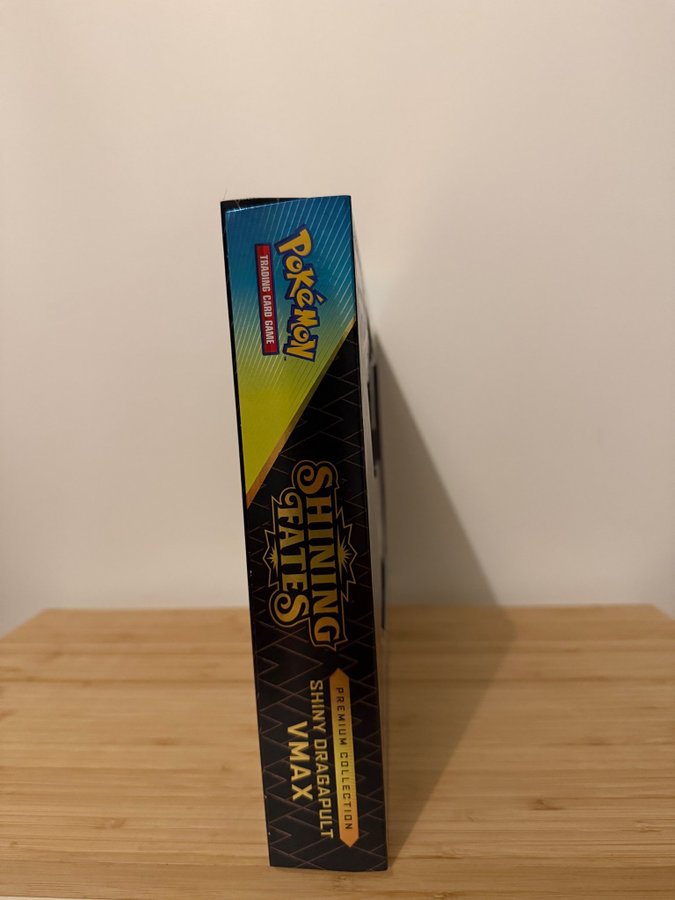 POKÉMON
TRADING CARD GAME
SHINING
FATES
PREMIUM COLLECTION
SHINY DRAGAPULT
VMAX